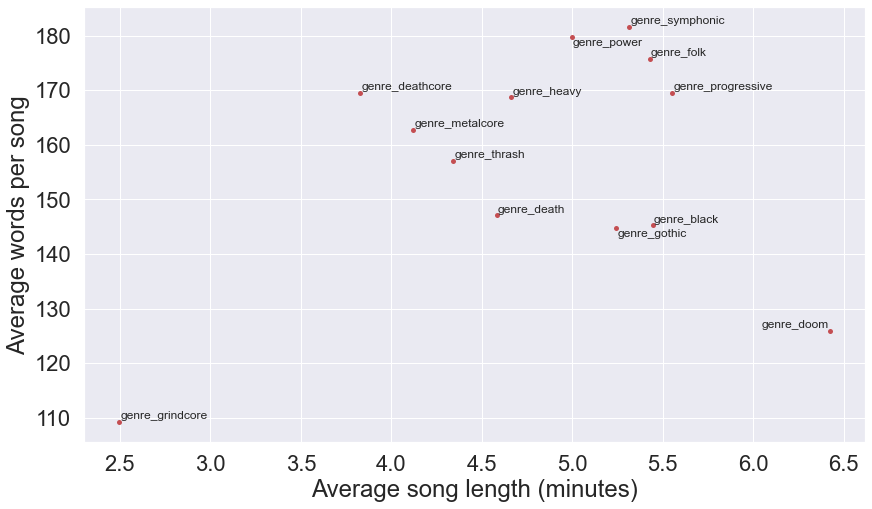 genre_symphonic
180
genre_power
genre_folk
170
genre_deathcore
genre_heavy
genre_progressive
genre_metalcore
160
genre_thrash
150
genre_death
genre_black
genre_gothic
140
130
genre_doom
120
110
genre_grindcore
Average words per song
2.5 3.0 3.5 4.0 4.5 5.0 5.5 6.0 6.5
Average song length (minutes)